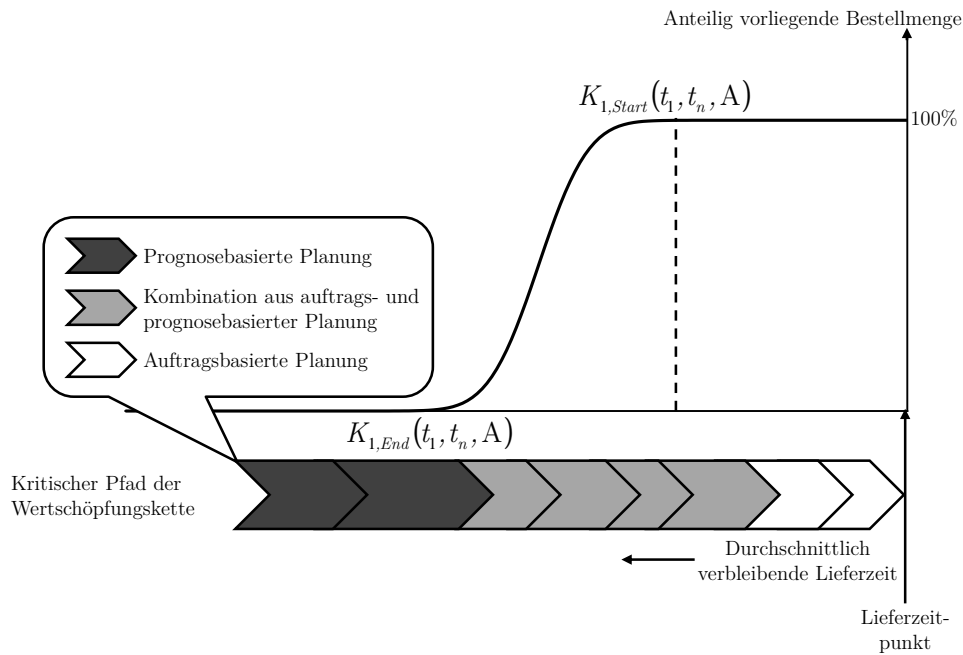 Anteilig vorliegende Bestellmenge
K1,Start(t1, tn, A)
100%
Prognosebasierte Planung
Kombination aus auftrags- und
prognosebasierter Planung
Auftragsbasierte Planung
K1,End(t1, tn, A)
Kritischer Pfad der
Wertschöpfungskette
Durchschnittlich
verbleibende Lieferzeit
Lieferzeit-
punkt